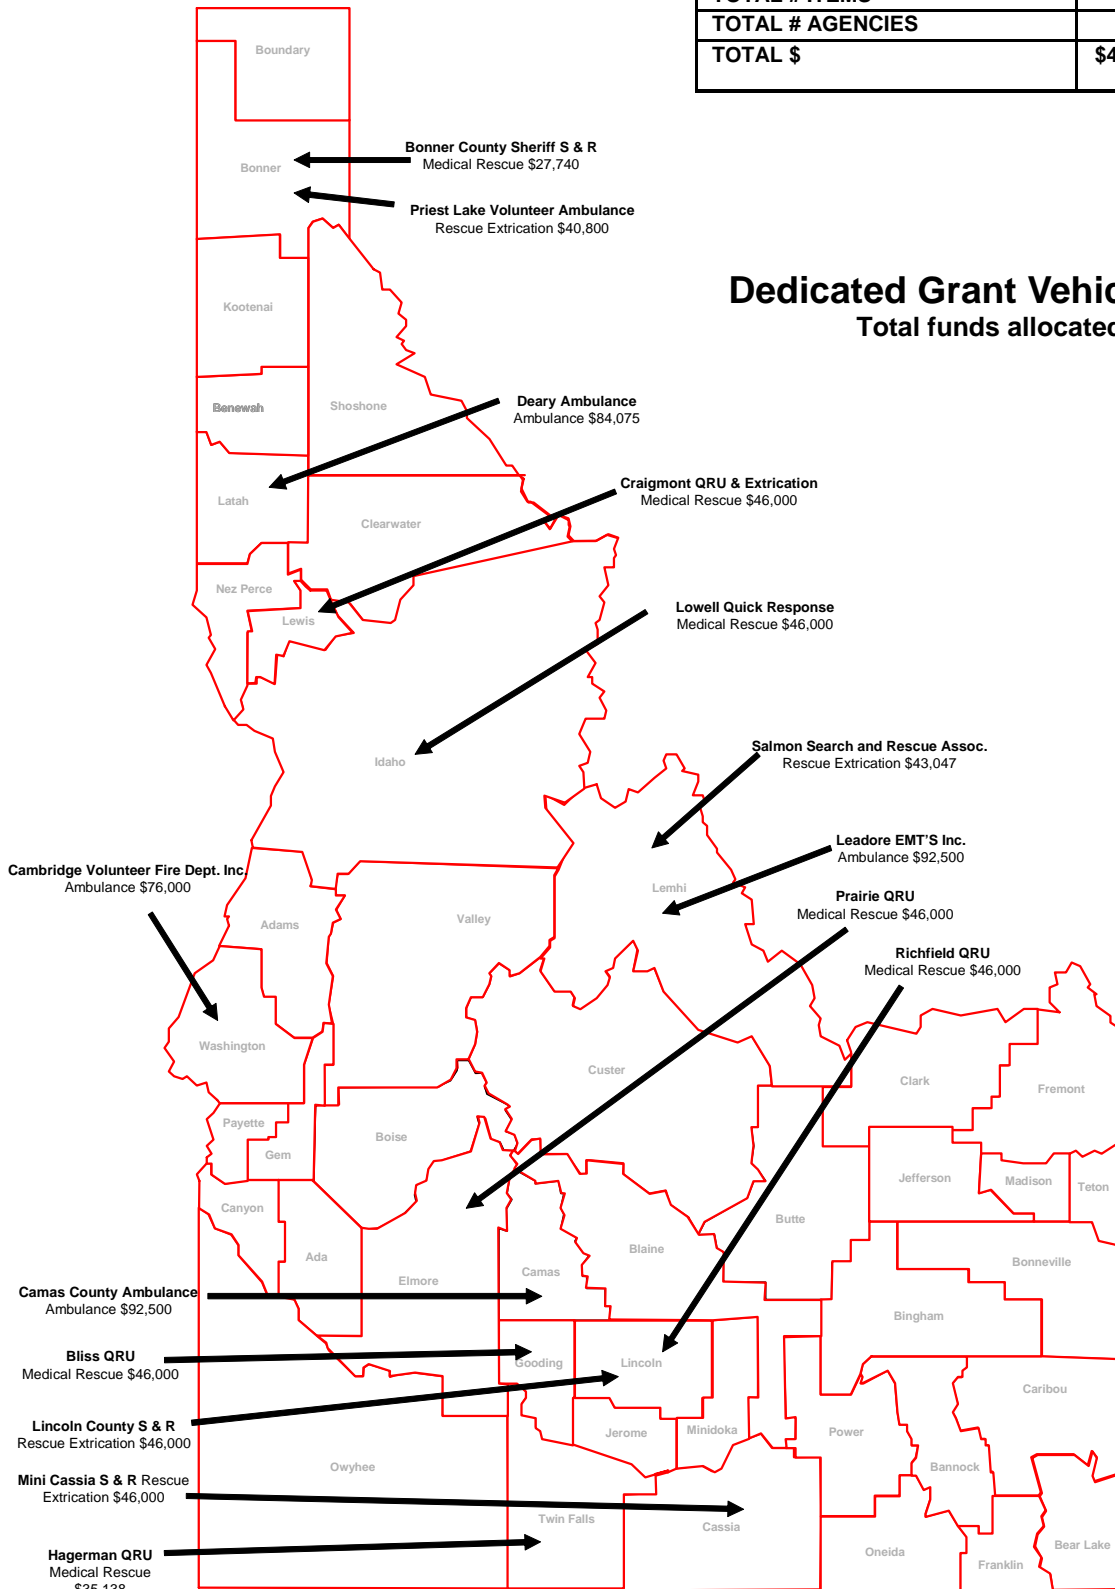 TOTAL # ITEMS
TOTAL # AGENCIES
TOTAL $ $4
Boundary
Bonner County Sheriff S & R
Medical Rescue $27,740
Bonner
Priest Lake Volunteer Ambulance
Rescue Extrication $40,800
Dedicated Grant Vehic
Total funds allocated
Kootenai
Benewah
Shoshone
Deary Ambulance
Ambulance $84,075
Latah
Craigmont QRU & Extrication
Medical Rescue $46,000
Clearwater
Nez Perce
Lewis
Lowell Quick Response
Medical Rescue $46,000
Idaho
Salmon Search and Rescue Assoc.
Rescue Extrication $43,047
Leadore EMT'S Inc.
Ambulance $92,500
Cambridge Volunteer Fire Dept. Inc.
Ambulance $76,000
Lemhi
Prairie QRU
Medical Rescue $46,000
Adams
Valley
Richfield QRU
Medical Rescue $46,000
Washington
Custer
Clark
Fremont
Payette
Boise
Gem
Jefferson
Madison
Teton
Canyon
Butte
Ada
Blaine
Bonneville
Elmore
Camas
Camas County Ambulance
Ambulance $92,500
Bingham
Bliss QRU
Medical Rescue $46,000
Gooding
Lincoln
Caribou
Lincoln County S & R
Rescue Extrication $46,000
Jerome
Minidoka
Power
Owyhee
Bannock
Mini Cassia S & R Rescue
Extrication $46,000
Twin Falls
Cassia
Bear Lake
Oneida
Franklin
Hagerman QRU
Medical Rescue
$35,138